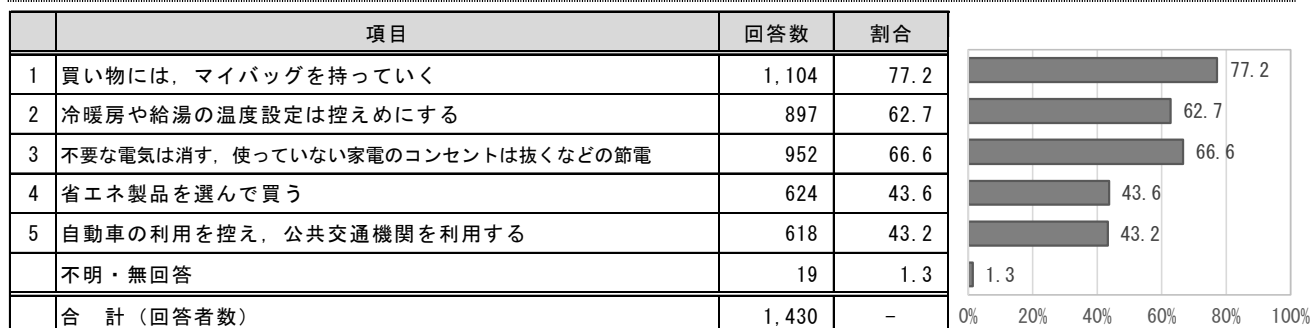 項目 回答数 割合
1 買い物には，マイバッグを持っていく 1,104 77.2
2 冷暖房や給湯の温度設定は控えめにする 897 62.7
3 不要な電気は消す，使っていない家電のコンセントは抜くなどの節電 952 66.6
4 省エネ製品を選んで買う 624 43.6
5 自動車の利用を控え，公共交通機関を利用する 618 43.2
不明・無回答 19 1.3
合　計（回答者数） 1,430 －
77.2
62.7
66.6
43.6
43.2
1.3
0% 20% 40% 60% 80% 100%